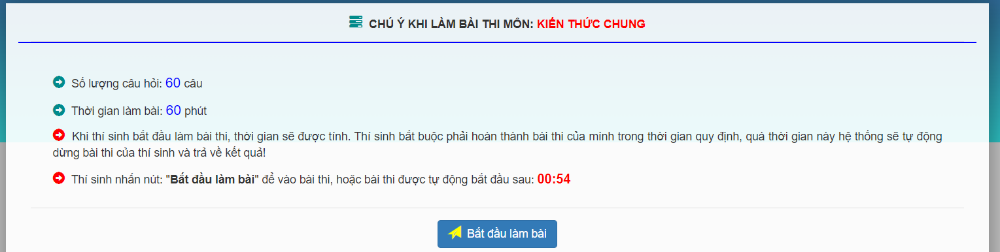 CHÚ Ý KHI LÀM BÀI THI MÔN: KIẾN THỨC CHUNG
Số lượng câu hỏi: 60 câu
Thời gian làm bài: 60 phút
Khi thí sinh bắt đầu làm bài thi, thời gian sẽ được tính. Thí sinh bắt buộc phải hoàn thành bài thi của mình trong thời gian quy định, quá thời gian này hệ thống sẽ tự động
dừng bài thi của thí sinh và trả về kết quả!
Thí sinh nhấn nút: "Bắt đầu làm bài" để vào bài thi, hoặc bài thi được tự động bắt đầu sau: 00:54
Bắt đầu làm bài